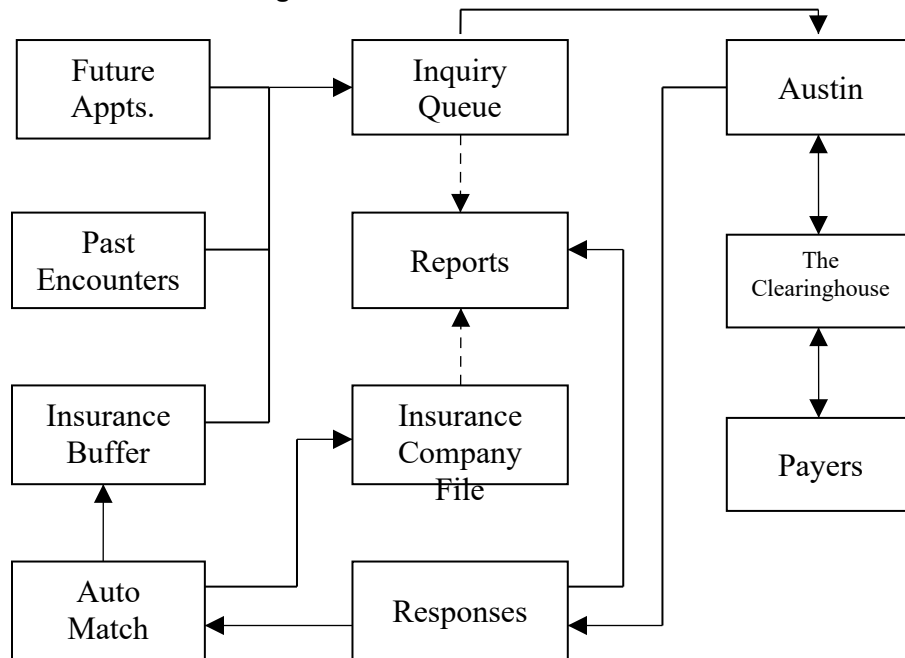 Future
Appts.
Inquiry
Queue
Austin
Past
Encounters
Reports
The
Clearinghouse
Insurance
Buffer
Insurance
Company
File
Payers
Auto
Match
Responses